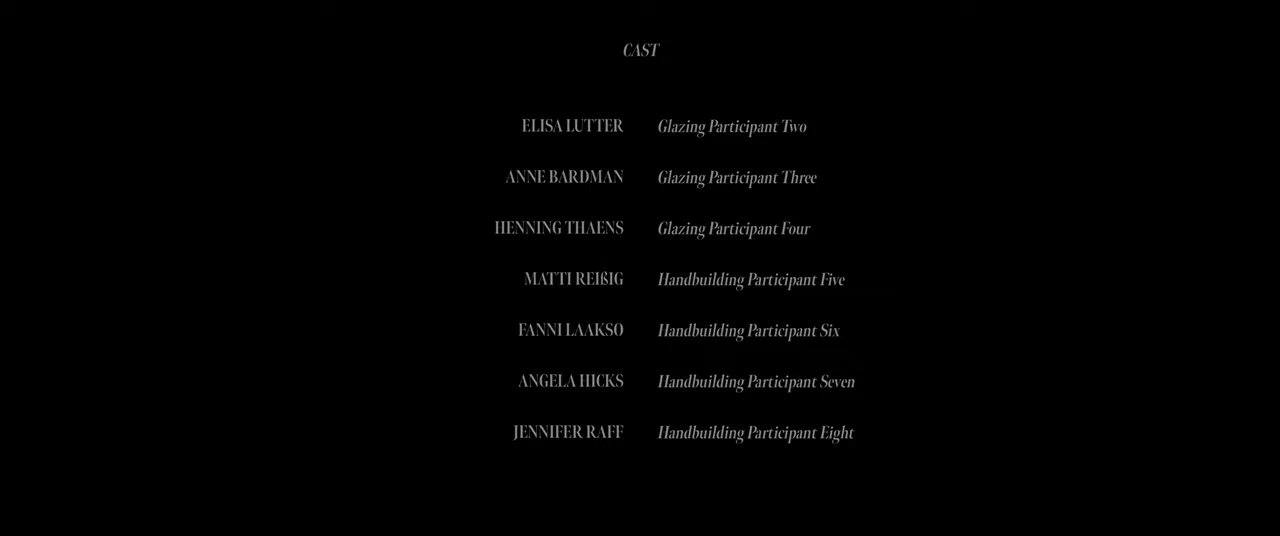 CAST
ELISA LUTTER Glazing Participant Two
ANNE BARDMAN Glazing Participant Three
HENNING THAENS Glazing Participant Four
MATTI REIßIG Handbuilding Participant Five
FANNI LAAKSO Handbuilding Participant Six
ANGELA HICKS Handbuilding Participant Seven
JENNIFER RAFF Handbuilding Participant Eight